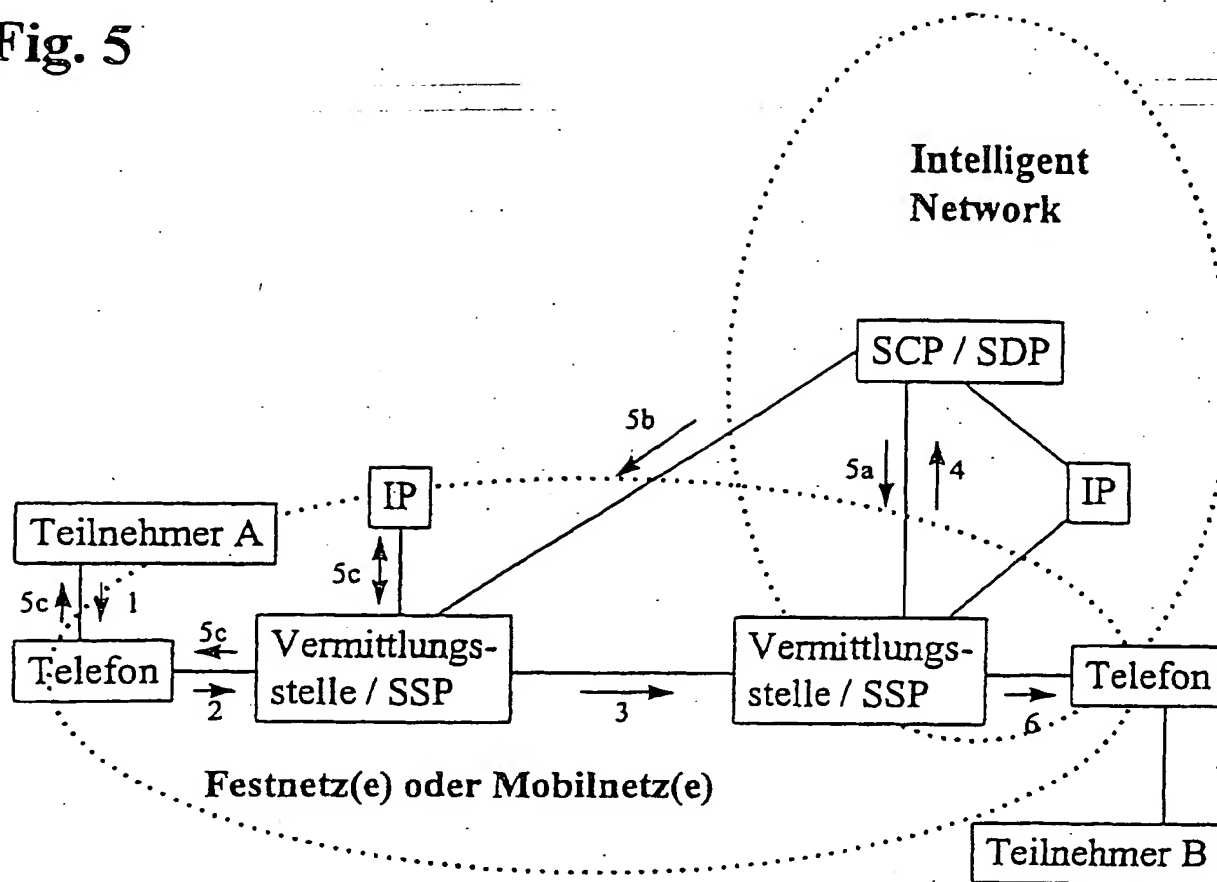 Fig. 5
Intelligent
Network
SCP / SDP
5b
5a
4
IP
IP
Teilnehmer A
5c
1
5c
5c
Telefon
2
Vermittlungs-
stelle / SSP
3
Vermittlungs-
stelle / SSP
6
Telefon
Festnetz(e) oder Mobilnetz(e)
Teilnehmer B